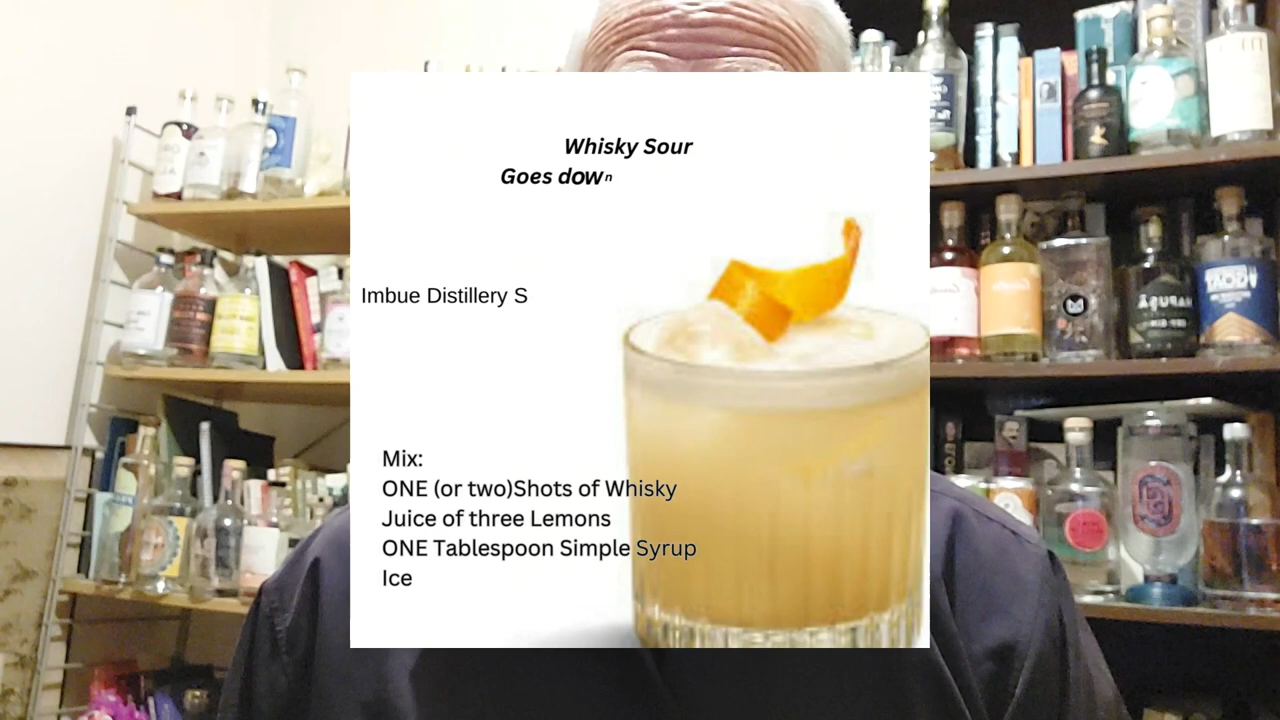 Whisky Sour
Goes down
Imbue Distillery S
Mix:
ONE (or two)Shots of Whisky
Juice of three Lemons
ONE Tablespoon Simple Syrup
Ice